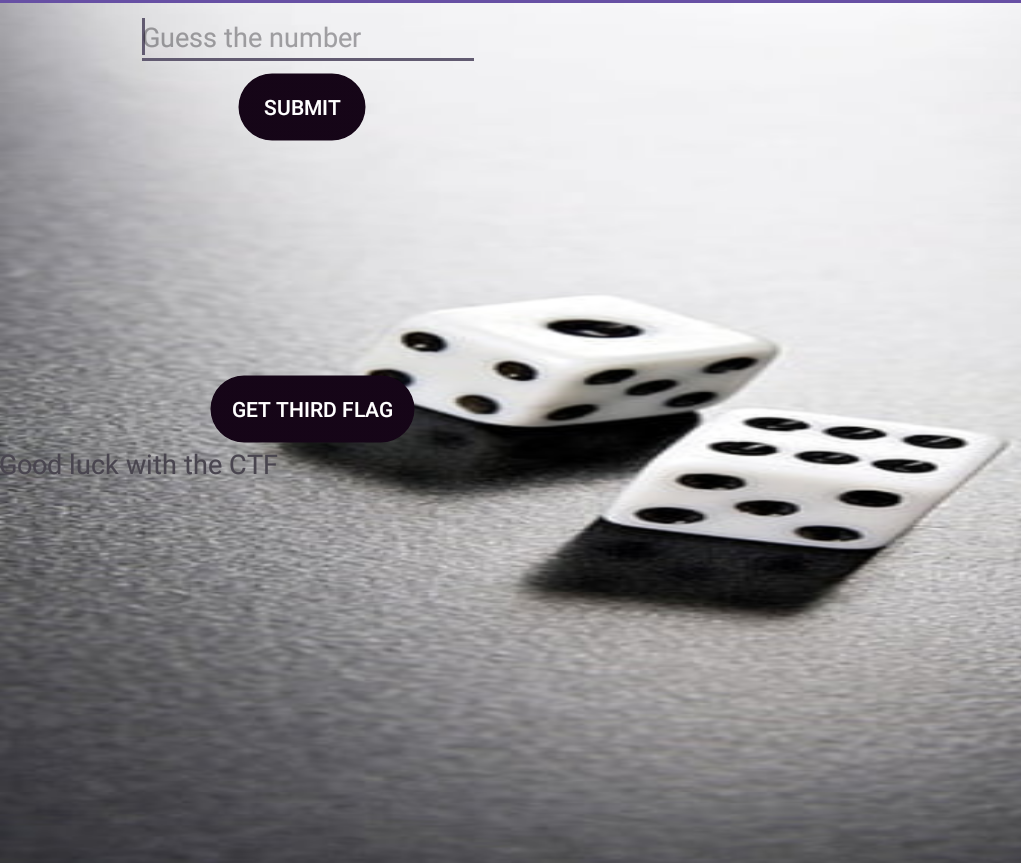 Guess the number
SUBMIT
GET THIRD FLAG
Good luck with the CTF